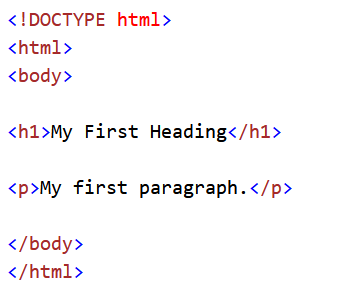 <!DOCTYPE html>
<html>
<body>
<h1>My First Heading</h1>
<p>My first paragraph.</p>
</body>
</html>